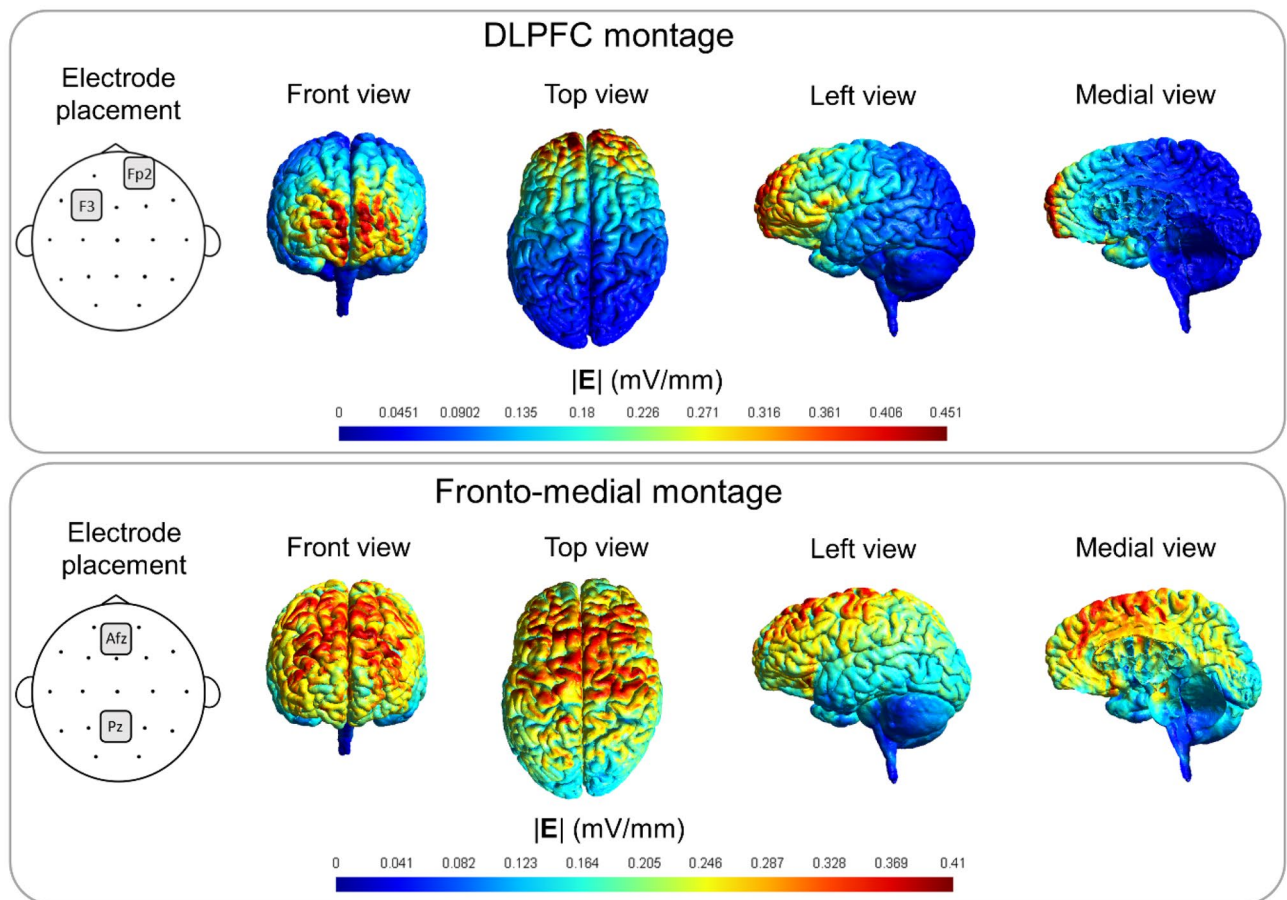 DLPFC montage
Electrode
placement
Front view
Top view
Left view
Medial view
Fp2
F3
|E| (mV/mm)
0 0.0451 0.0902 0.135 0.18 0.226 0.271 0.316 0.361 0.406 0.451
Fronto-medial montage
Electrode
placement
Front view
Top view
Left view
Medial view
Afz
Pz
|E| (mV/mm)
0 0.041 0.082 0.123 0.164 0.205 0.246 0.287 0.328 0.369 0.41